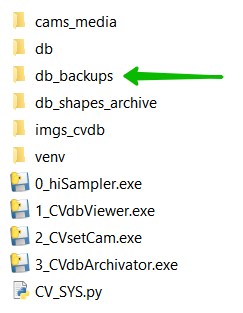 cams_media
db
db_backups
db_shapes_archive
imgs_cvdb
venv
0_hiSampler.exe
1_CVdbViewer.exe
2_CVsetCam.exe
3_CVdbArchivator.exe
CV_SYS.py